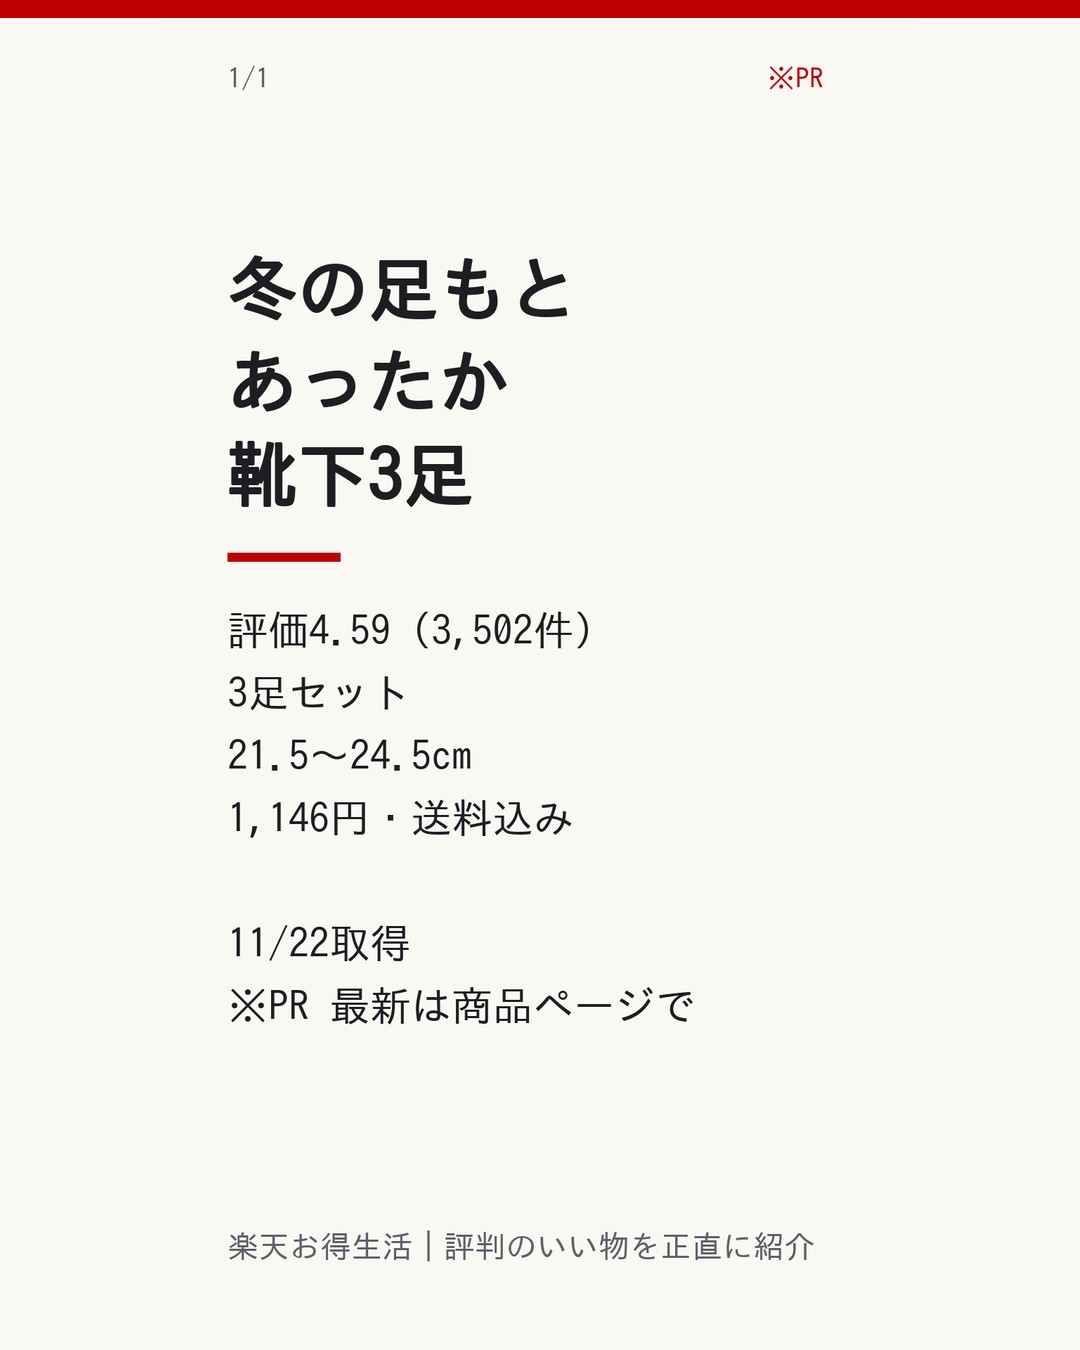 1/1
※PR
冬の足もと
あったか
靴下3足
評価4.59（3,502件）
3足セット
21.5～24.5cm
1,146円・送料込み
11/22取得
※PR 最新は商品ページで
楽天お得生活｜評判のいい物を正直に紹介